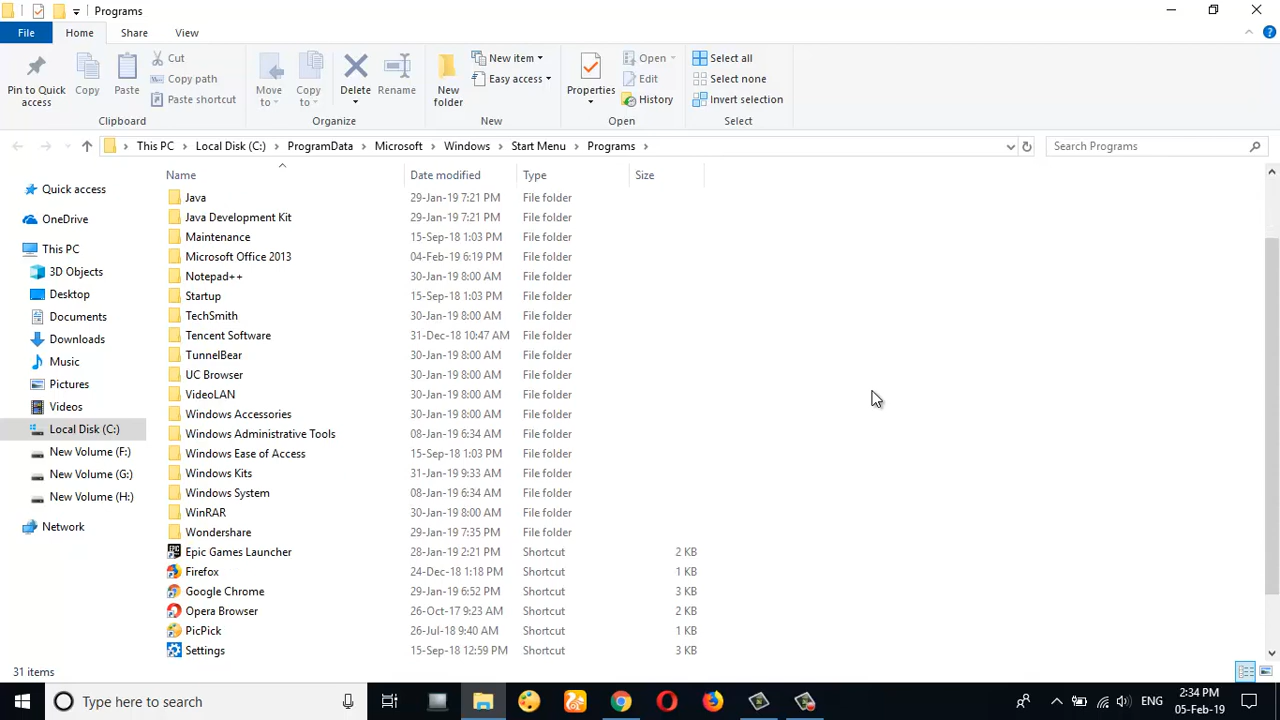 Programs
File Home Share View
Pin to Quick access
Copy
Paste
Cut
Copy path
Paste shortcut
Clipboard
Move to
Copy to
Delete
Rename
Organize
New folder
New item
Easy access
New
Properties
Open
Edit
History
Open
Select all
Select none
Invert selection
Select
This PC > Local Disk (C:) > ProgramData > Microsoft > Windows > Start Menu > Programs >
Search Programs
Quick access
OneDrive
This PC
3D Objects
Desktop
Documents
Downloads
Music
Pictures
Videos
Local Disk (C:)
New Volume (F:)
New Volume (G:)
New Volume (H:)
Network
Name Date modified Type Size
Java 29-Jan-19 7:21 PM File folder
Java Development Kit 29-Jan-19 7:21 PM File folder
Maintenance 15-Sep-18 1:03 PM File folder
Microsoft Office 2013 04-Feb-19 6:19 PM File folder
Notepad++ 30-Jan-19 8:00 AM File folder
Startup 15-Sep-18 1:03 PM File folder
TechSmith 30-Jan-19 8:00 AM File folder
Tencent Software 31-Dec-18 10:47 AM File folder
TunnelBear 30-Jan-19 8:00 AM File folder
UC Browser 30-Jan-19 8:00 AM File folder
VideoLAN 30-Jan-19 8:00 AM File folder
Windows Accessories 30-Jan-19 8:00 AM File folder
Windows Administrative Tools 08-Jan-19 6:34 AM File folder
Windows Ease of Access 15-Sep-18 1:03 PM File folder
Windows Kits 31-Jan-19 9:33 AM File folder
Windows System 08-Jan-19 6:34 AM File folder
WinRAR 30-Jan-19 8:00 AM File folder
Wondershare 29-Jan-19 7:35 PM File folder
Epic Games Launcher 28-Jan-19 2:21 PM Shortcut 2 KB
Firefox 24-Dec-18 1:18 PM Shortcut 1 KB
Google Chrome 29-Jan-19 6:52 PM Shortcut 3 KB
Opera Browser 26-Oct-17 9:23 AM Shortcut 2 KB
PicPick 26-Jul-18 9:40 AM Shortcut 1 KB
Settings 15-Sep-18 12:59 PM Shortcut 3 KB
31 items
Type here to search
ENG
2:34 PM
05-Feb-19